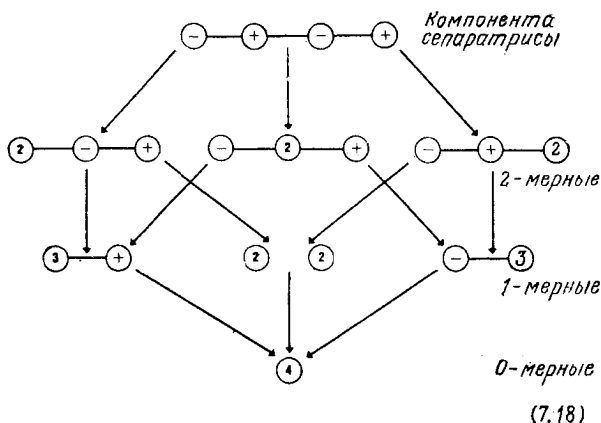 Компонента
сепаратрисы
− + − +
2 − + − 2 + − + 2
2-мерные
3 + 2 2 − 3
1-мерные
4
0-мерные
(7.18)